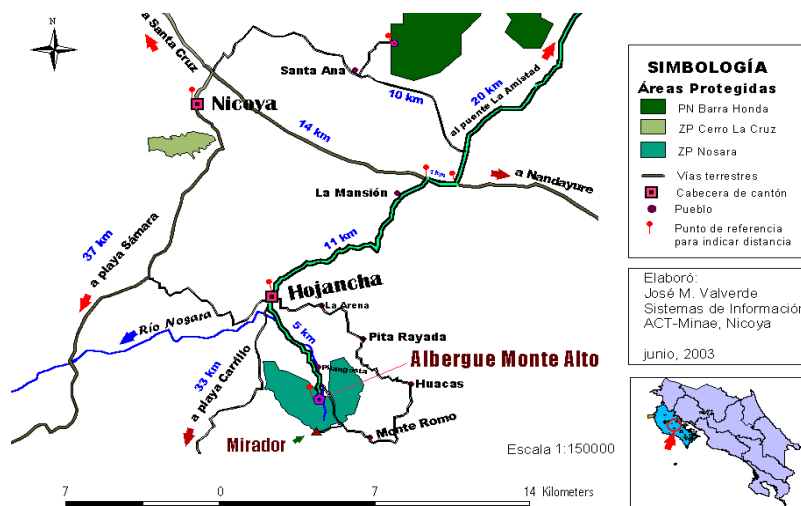 a Santa Cruz
Santa Ana
Nicoya
10 km
20 km
al puente La Amistad
14 km
1 km
a Nandayure
La Mansión
11 km
37 km
a playa Sámara
Hojancha
La Arena
Río Nosara
5 km
Pita Rayada
Pilangosta
Albergue Monte Alto
33 km
a playa Carrillo
Huacas
Monte Romo
Mirador
Escala 1:150000
7
0
7
14 Kilometers
SIMBOLOGÍA
Áreas Protegidas
PN Barra Honda
ZP Cerro La Cruz
ZP Nosara
Vías terrestres
Cabecera de cantón
Pueblo
Punto de referencia
para indicar distancia
Elaboró:
José M. Valverde
Sistemas de Información
ACT-Minae, Nicoya
junio, 2003